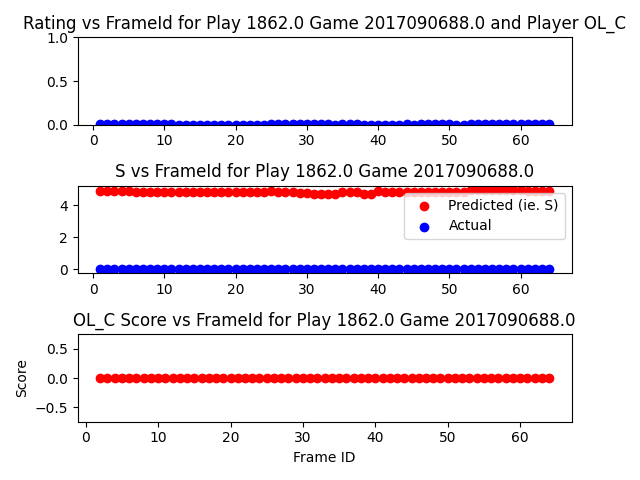 Rating vs FrameId for Play 1862.0 Game 2017090688.0 and Player OL_C
1.0
0.5
0.0
0 10 20 30 40 50 60
S vs FrameId for Play 1862.0 Game 2017090688.0
4
2
0
Predicted (ie. S)
Actual
0 10 20 30 40 50 60
OL_C Score vs FrameId for Play 1862.0 Game 2017090688.0
0.5
0.0
−0.5
Score
0 10 20 30 40 50 60
Frame ID